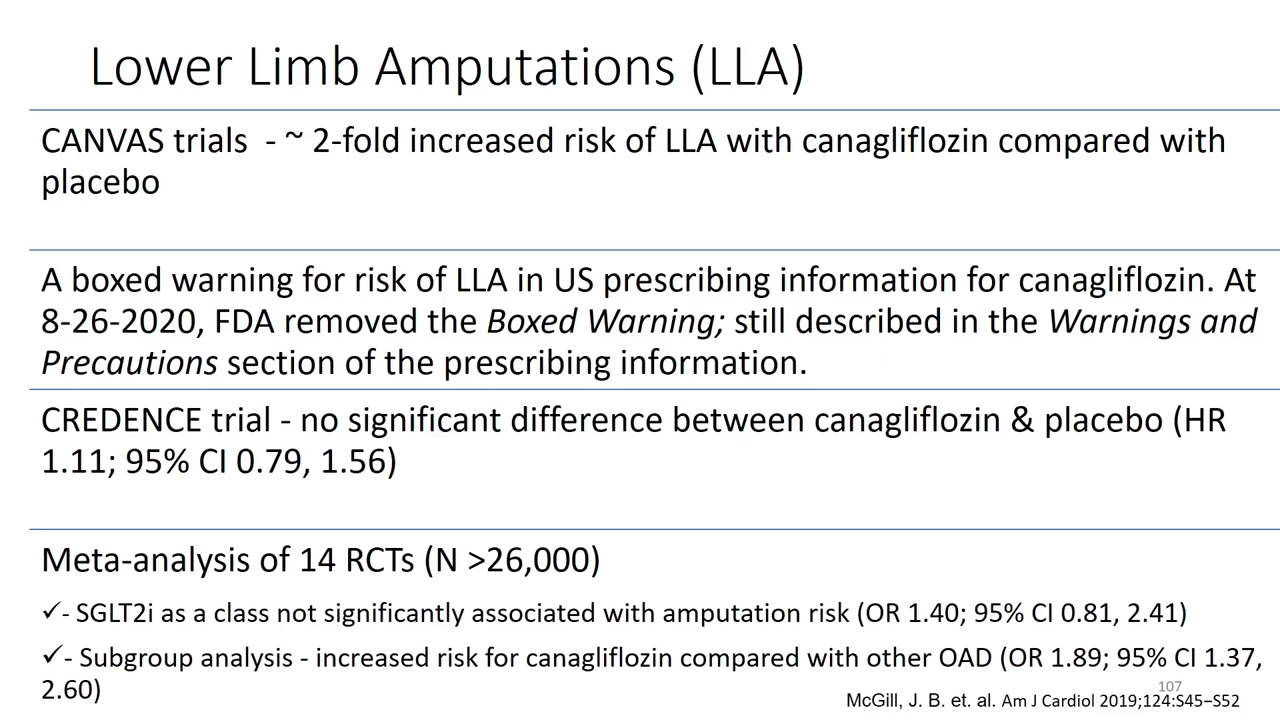 Lower Limb Amputations (LLA)
CANVAS trials  - ~ 2-fold increased risk of LLA with canagliflozin compared with
placebo
A boxed warning for risk of LLA in US prescribing information for canagliflozin. At
8-26-2020, FDA removed the Boxed Warning; still described in the Warnings and
Precautions section of the prescribing information.
CREDENCE trial - no significant difference between canagliflozin & placebo (HR
1.11; 95% CI 0.79, 1.56)
Meta-analysis of 14 RCTs (N >26,000)
✓- SGLT2i as a class not significantly associated with amputation risk (OR 1.40; 95% CI 0.81, 2.41)
✓- Subgroup analysis - increased risk for canagliflozin compared with other OAD (OR 1.89; 95% CI 1.37,
2.60)
107
McGill, J. B. et. al. Am J Cardiol 2019;124:S45−S52